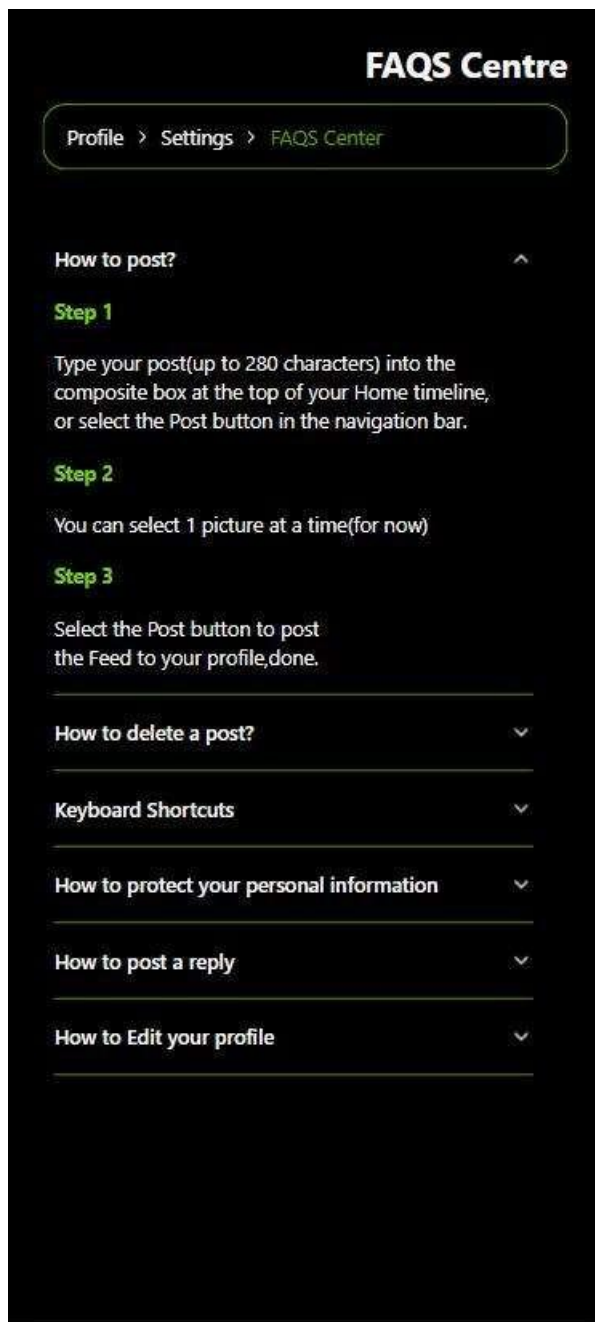 FAQS Centre
Profile > Settings > FAQS Center
How to post?
Step 1
Type your post(up to 280 characters) into the
composite box at the top of your Home timeline,
or select the Post button in the navigation bar.
Step 2
You can select 1 picture at a time(for now)
Step 3
Select the Post button to post
the Feed to your profile,done.
How to delete a post?
Keyboard Shortcuts
How to protect your personal information
How to post a reply
How to Edit your profile